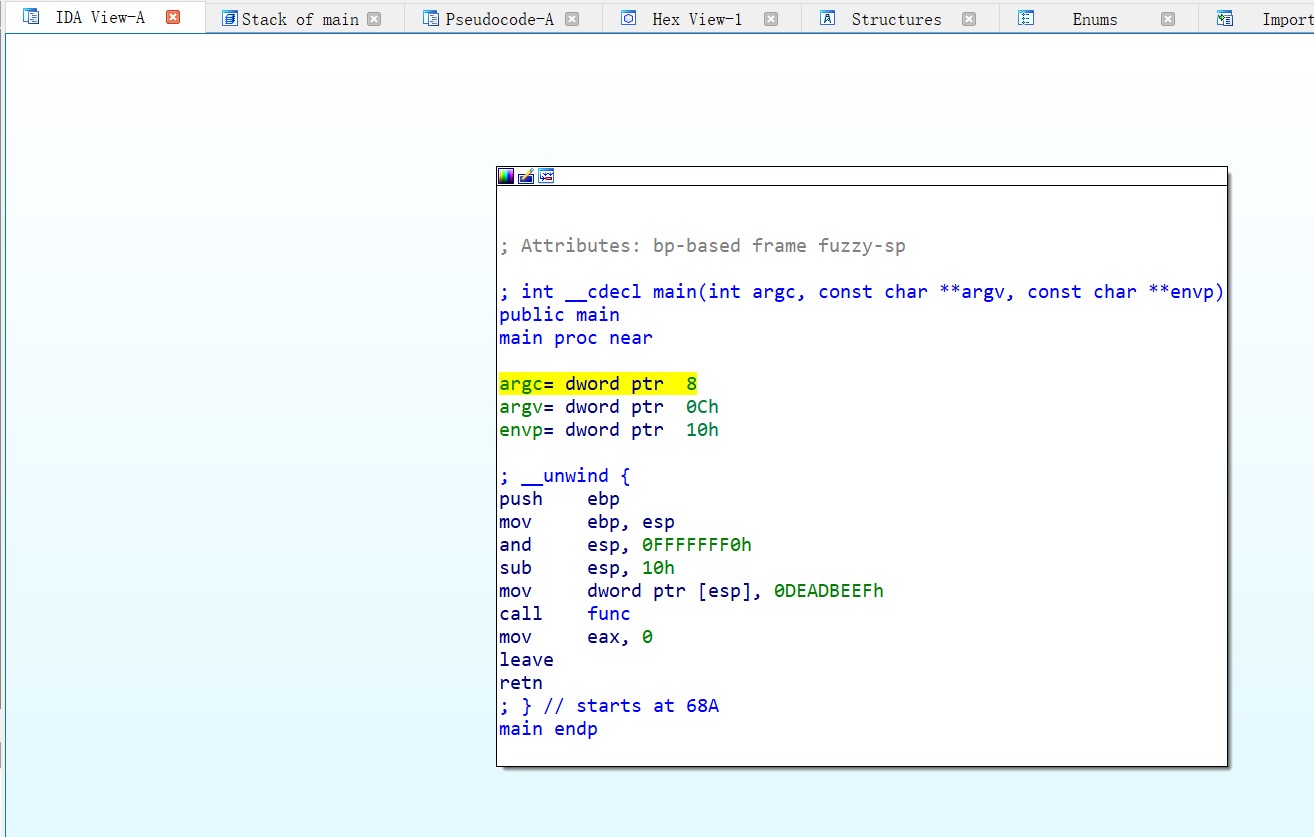 IDA View-A Stack of main Pseudocode-A Hex View-1 Structures Enums Import
; Attributes: bp-based frame fuzzy-sp
; int __cdecl main(int argc, const char **argv, const char **envp)
public main
main proc near
argc= dword ptr  8
argv= dword ptr  0Ch
envp= dword ptr  10h
; __unwind {
push    ebp
mov     ebp, esp
and     esp, 0FFFFFFF0h
sub     esp, 10h
mov     dword ptr [esp], 0DEADBEEFh
call    func
mov     eax, 0
leave
retn
; } // starts at 68A
main endp